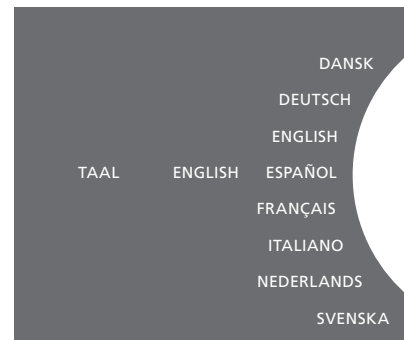 DANSK
DEUTSCH
ENGLISH
TAAL ENGLISH ESPAÑOL
FRANÇAIS
ITALIANO
NEDERLANDS
SVENSKA